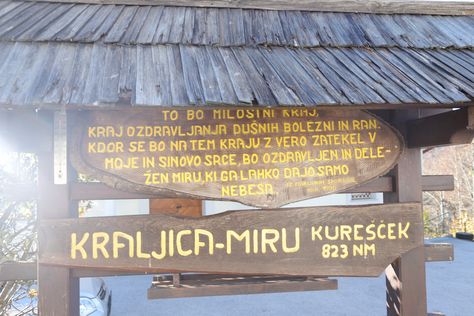 TO BO MILOSTNI KRAJ,
KRAJ OZDRAVLJANJA DUŠNIH BOLEZNI IN RAN.
KDOR SE BO NA TEM KRAJU Z VERO ZATEKEL V
MOJE IN SINOVO SRCE, BO OZDRAVLJEN IN DELE-
ŽEN MIRU, KI GA LAHKO DAJO SAMO
NEBESA.
KRALJICA-MIRU KUREŠČEK
823 NM